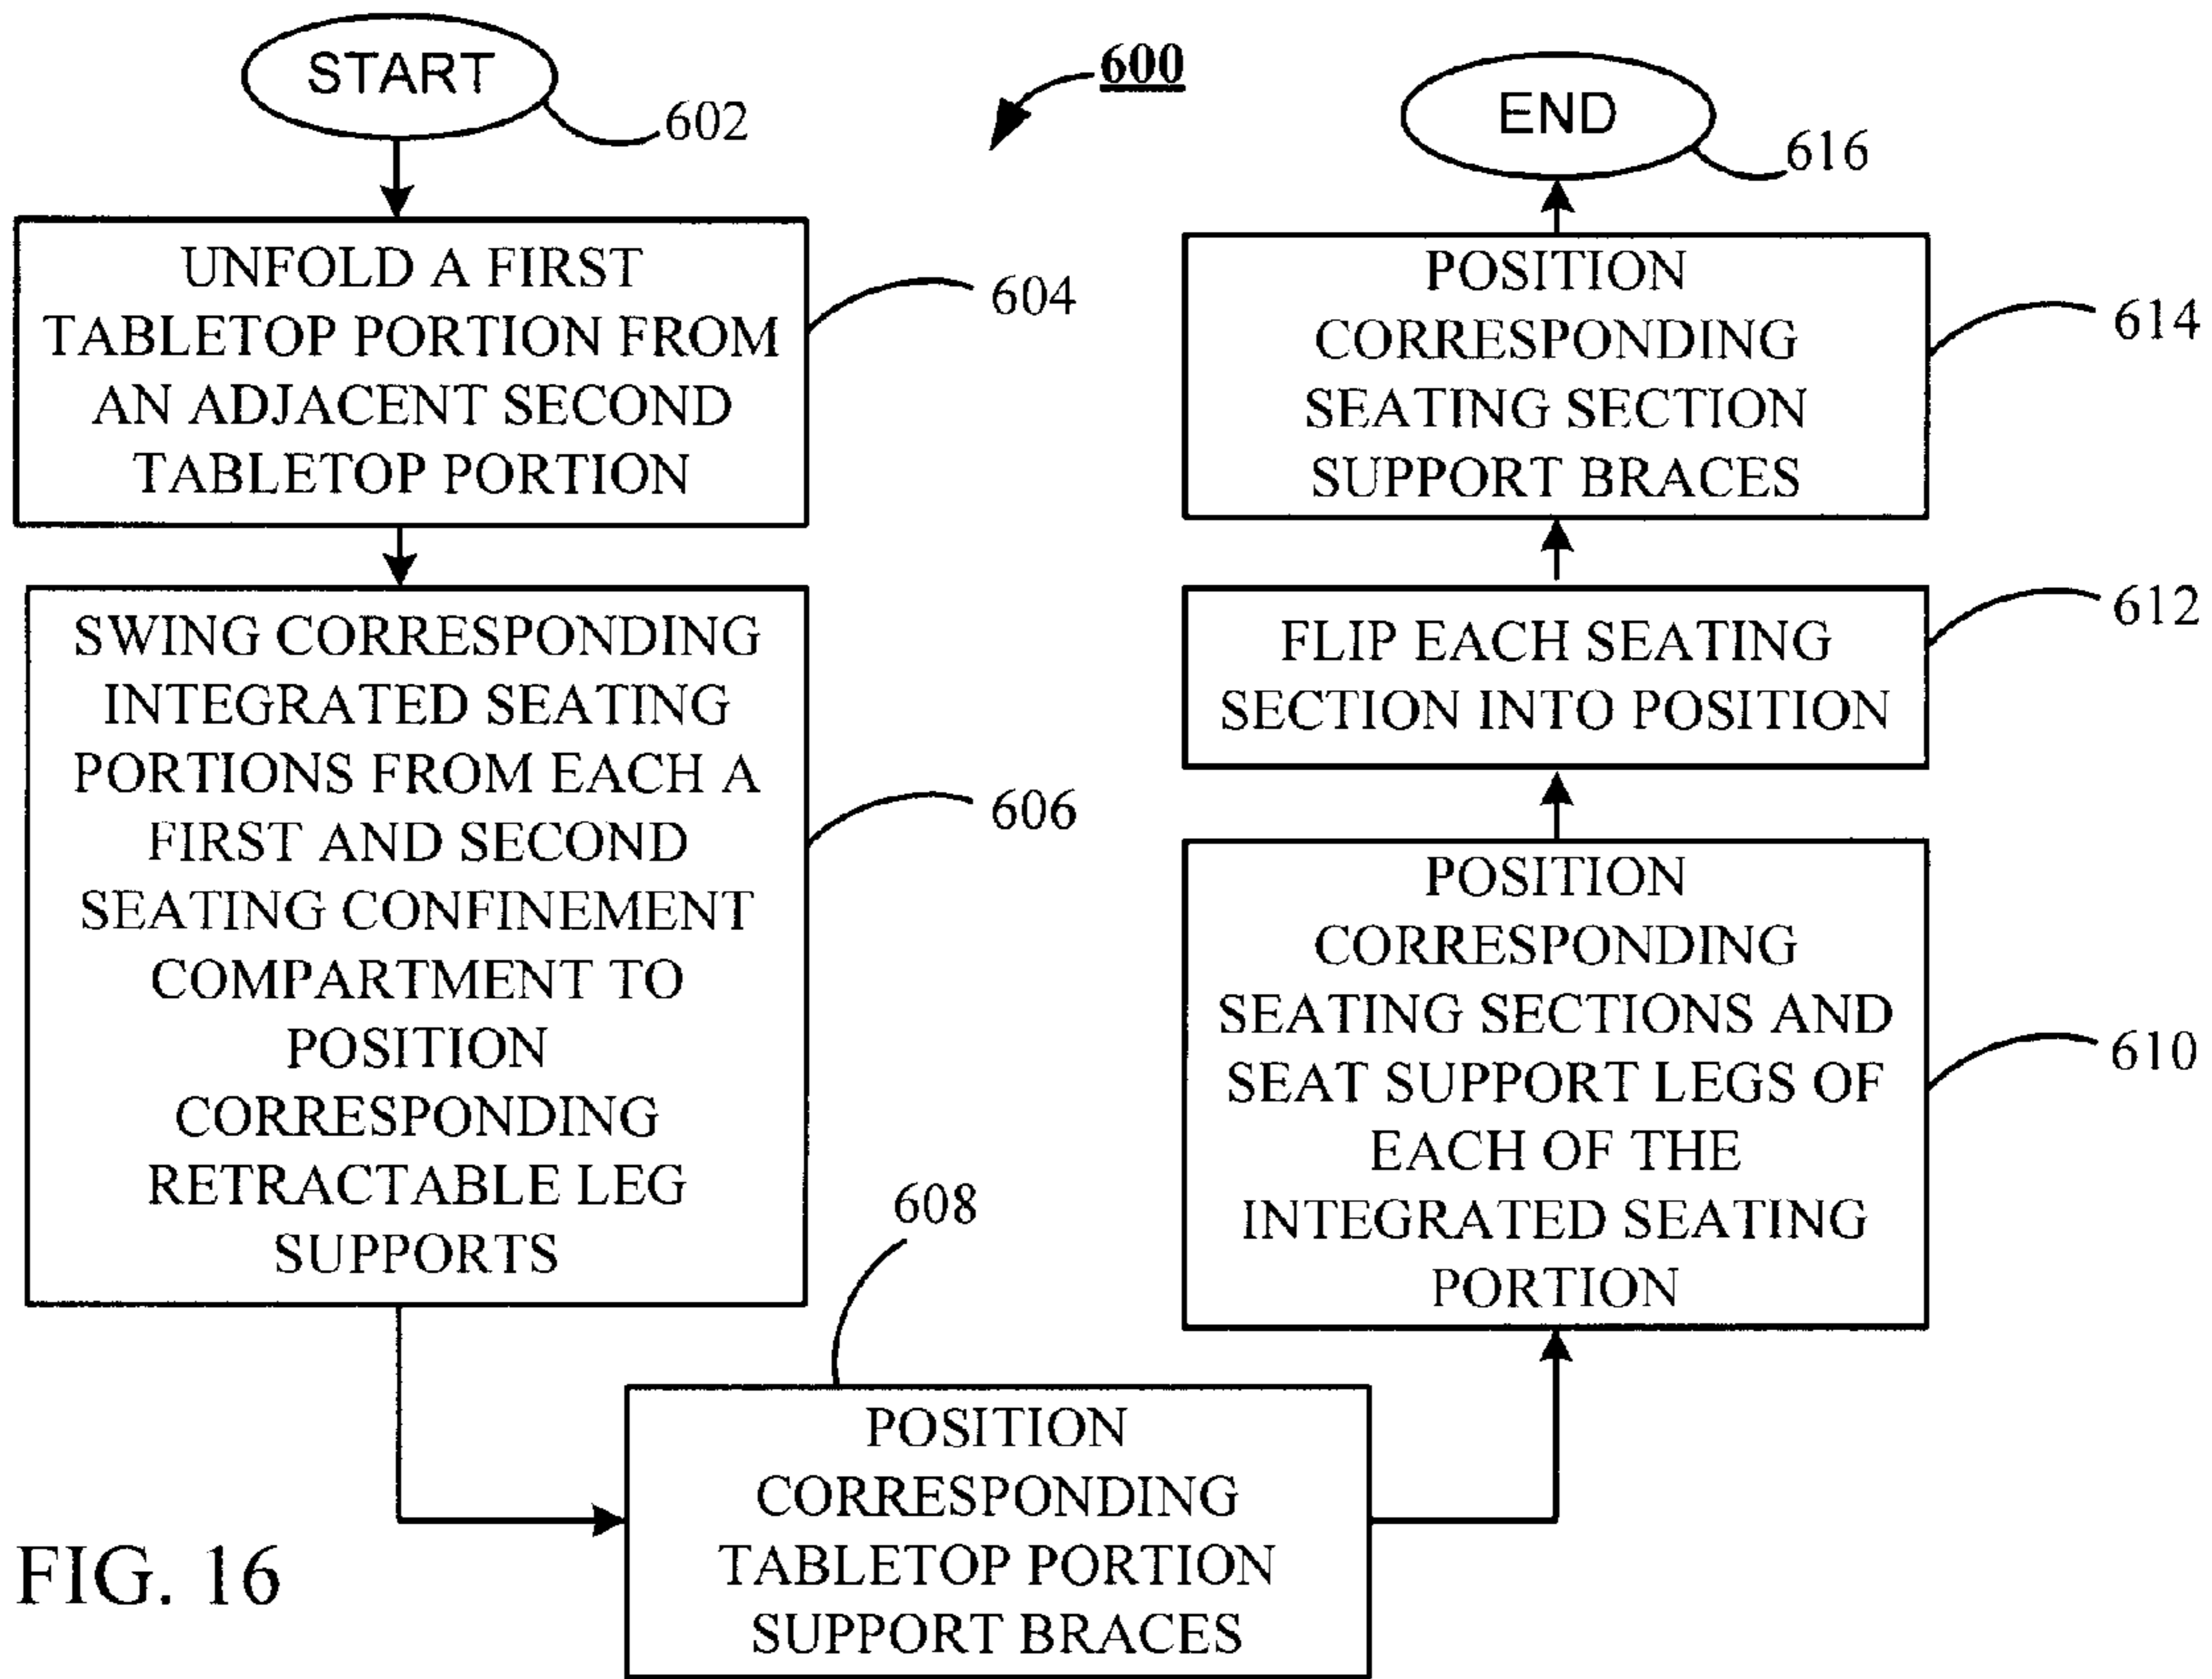 START
602
600
UNFOLD A FIRST
TABLETOP PORTION FROM
AN ADJACENT SECOND
TABLETOP PORTION
604
SWING CORRESPONDING
INTEGRATED SEATING
PORTIONS FROM EACH A
FIRST AND SECOND
SEATING CONFINEMENT
COMPARTMENT TO
POSITION
CORRESPONDING
RETRACTABLE LEG
SUPPORTS
606
608
POSITION
CORRESPONDING
TABLETOP PORTION
SUPPORT BRACES
POSITION
CORRESPONDING
SEATING SECTIONS AND
SEAT SUPPORT LEGS OF
EACH OF THE
INTEGRATED SEATING
PORTION
610
FLIP EACH SEATING
SECTION INTO POSITION
612
POSITION
CORRESPONDING
SEATING SECTION
SUPPORT BRACES
614
END
616
FIG. 16